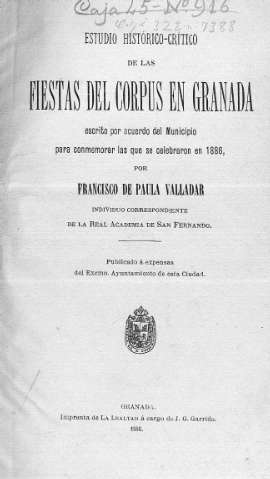 Caja 25-Nº 916
ESTUDIO HISTÓRICO-CRÍTICO
DE LAS
FIESTAS DEL CORPUS EN GRANADA
escrito por acuerdo del Municipio
para conmemorar las que se celebraron en 1886,
POR
FRANCISCO DE PAULA VALLADAR
INDIVIDUO CORRESPONDIENTE
DE LA REAL ACADEMIA DE SAN FERNANDO.
Publicado á expensas
del Excmo. Ayuntamiento de esta Ciudad.
GRANADA.
Imprenta de LA LEALTAD á cargo de J. G. Garrido.
1886.